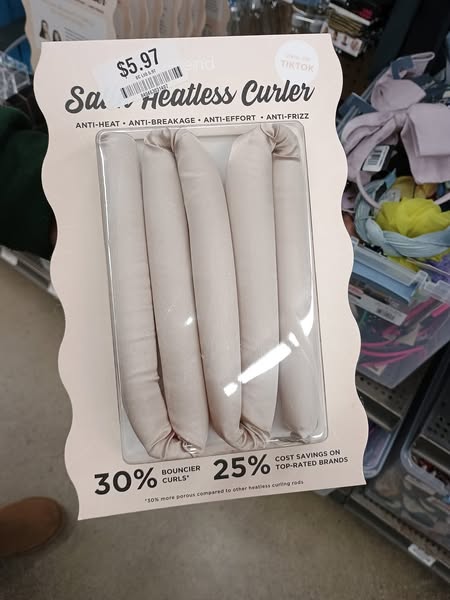 $5.97
TIKTOK
Heatless Curler
ANTI-HEAT • ANTI-BREAKAGE • ANTI-EFFORT • ANTI-FRIZZ
30% BOUNCIER CURLS*
25% COST SAVINGS ON TOP-RATED BRANDS
*30% more porous compared to other heatless curling rods